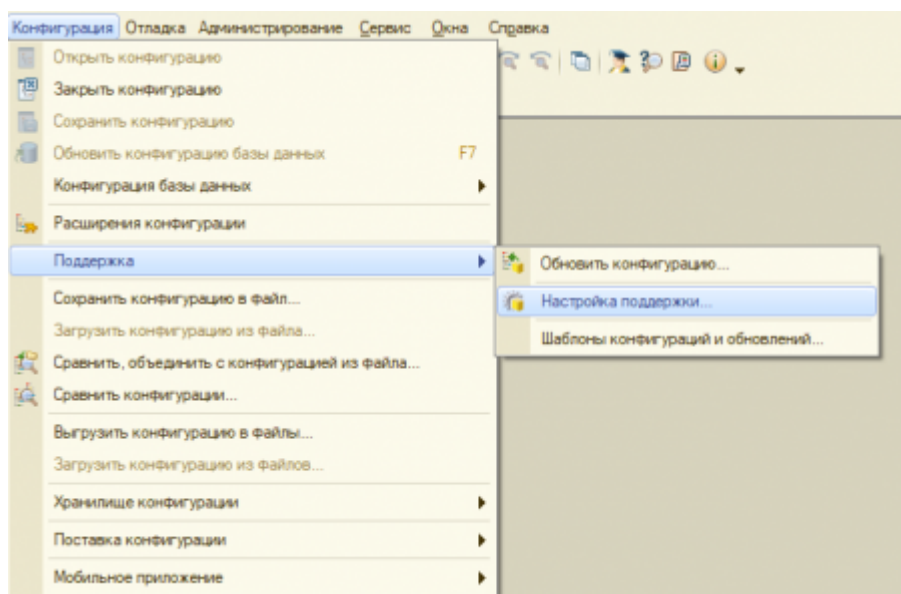 Конфигурация Отладка Администрирование Сервис Окна Справка
Открыть конфигурацию
Закрыть конфигурацию
Сохранить конфигурацию
Обновить конфигурацию базы данных F7
Конфигурация базы данных
Расширения конфигурации
Поддержка
Обновить конфигурацию...
Сохранить конфигурацию в файл...
Настройка поддержки...
Загрузить конфигурацию из файла...
Шаблоны конфигураций и обновлений...
Сравнить, объединить с конфигурацией из файла...
Сравнить конфигурации...
Выгрузить конфигурацию в файлы...
Загрузить конфигурацию из файлов...
Хранилище конфигурации
Поставка конфигурации
Мобильное приложение